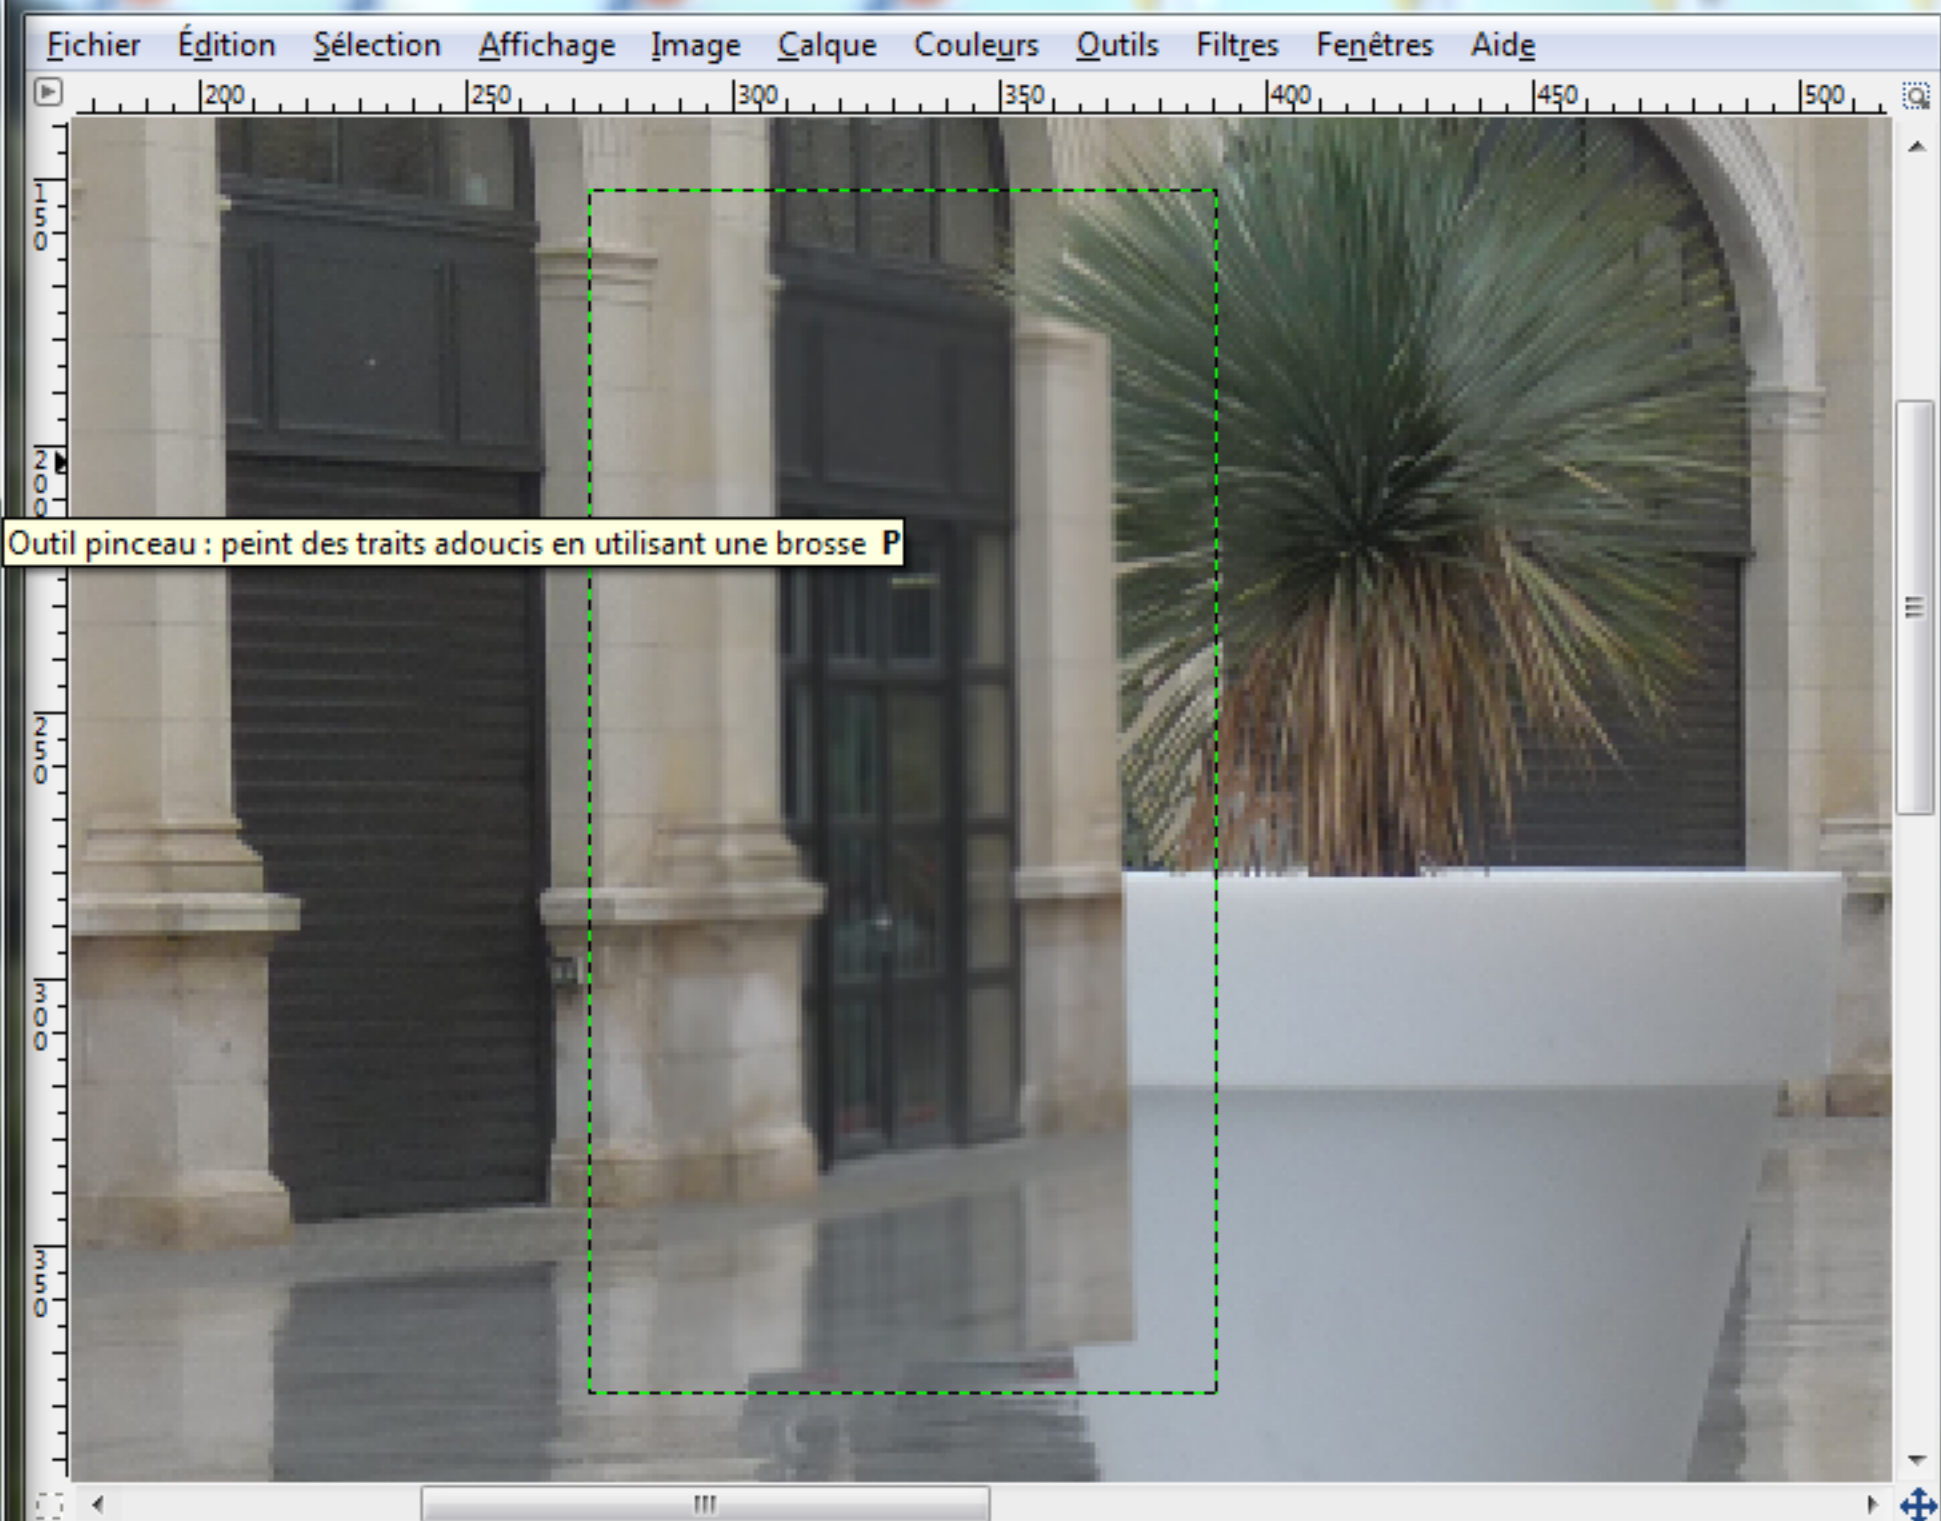 Fichier Édition Sélection Affichage Image Calque Couleurs Outils Filtres Fenêtres Aide
200 250 300 350 400 450 500
150
200
Outil pinceau : peint des traits adoucis en utilisant une brosse P
250
300
350